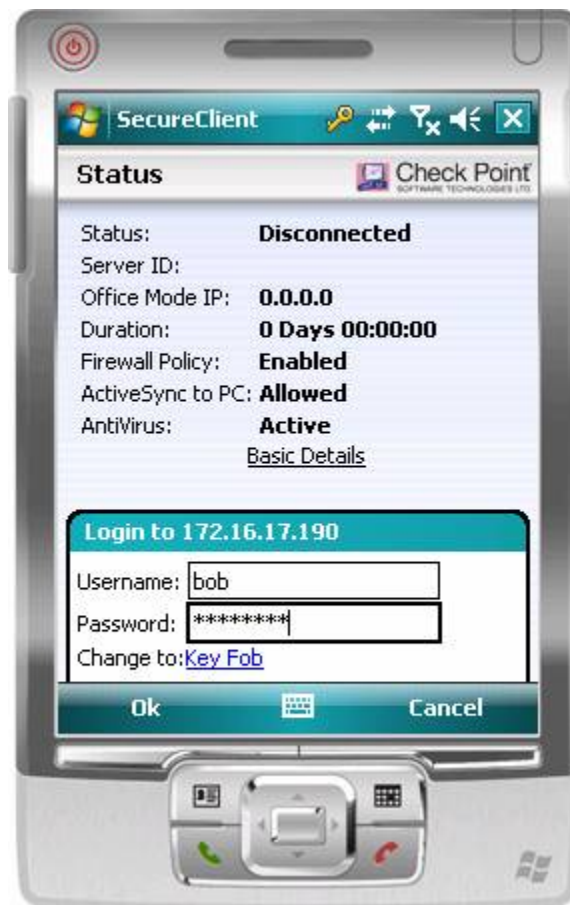 SecureClient
Status
Check Point
SOFTWARE TECHNOLOGIES LTD.
Status: Disconnected
Server ID:
Office Mode IP: 0.0.0.0
Duration: 0 Days 00:00:00
Firewall Policy: Enabled
ActiveSync to PC: Allowed
AntiVirus: Active
Basic Details
Login to 172.16.17.190
Username: bob
Password: ********
Change to:Key Fob
Ok Cancel